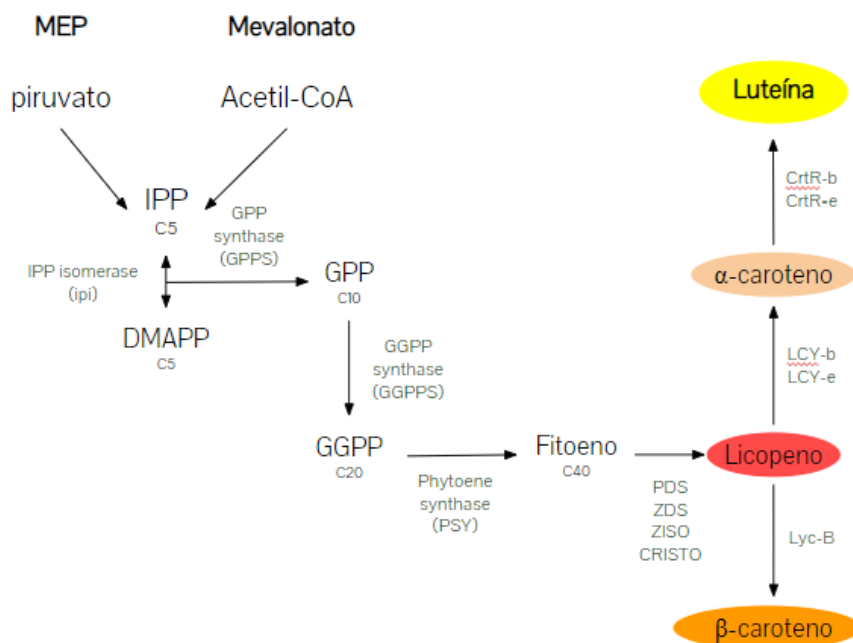 MEP
Mevalonato
piruvato
Acetil-CoA
IPP
C5
GPP
synthase
(GPPS)
IPP isomerase
(ipi)
DMAPP
C5
GPP
C10
GGPP
synthase
(GGPPS)
GGPP
C20
Phytoene
synthase
(PSY)
Fitoeno
C40
PDS
ZDS
ZISO
CRISTO
Luteína
CrtR-b
CrtR-e
α-caroteno
LCY-b
LCY-e
Licopeno
Lyc-B
β-caroteno